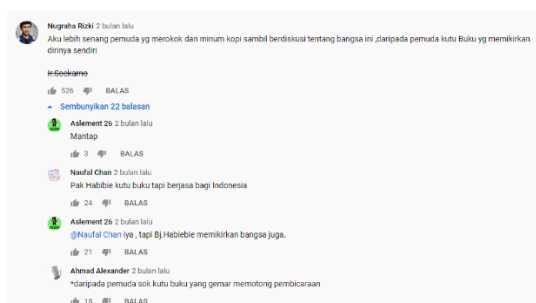 Nugraha Rizki 2 bulan lalu
Aku lebih senang pemuda yg merokok dan minum kopi sambil berdiskusi tentang bangsa ini ,daripada pemuda kutu Buku yg memikirkan
dirinya sendiri
Ir.Soekarno
526 BALAS
Sembunyikan 22 balasan
Aslement 26 2 bulan lalu
Mantap
3 BALAS
Naufal Chan 2 bulan lalu
Pak Habibie kutu buku tapi berjasa bagi Indonesia
24 BALAS
Aslement 26 2 bulan lalu
@Naufal Chan iya , tapi Bj.Habiebie memikirkan bangsa juga.
21 BALAS
Ahmad Alexander 2 bulan lalu
*daripada pemuda sok kutu buku yang gemar memotong pembicaraan
18 BALAS